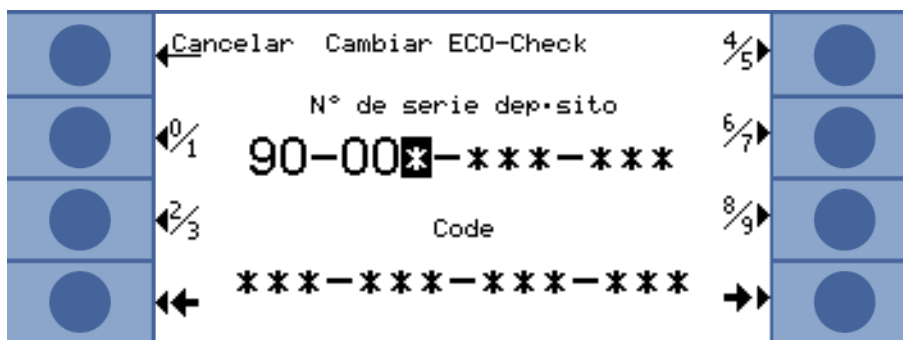 Cancelar Cambiar ECO-Check 4/5
N° de serie dep·sito
0/1 6/7
90-00*-***-***
2/3 8/9
Code
***-***-***-***